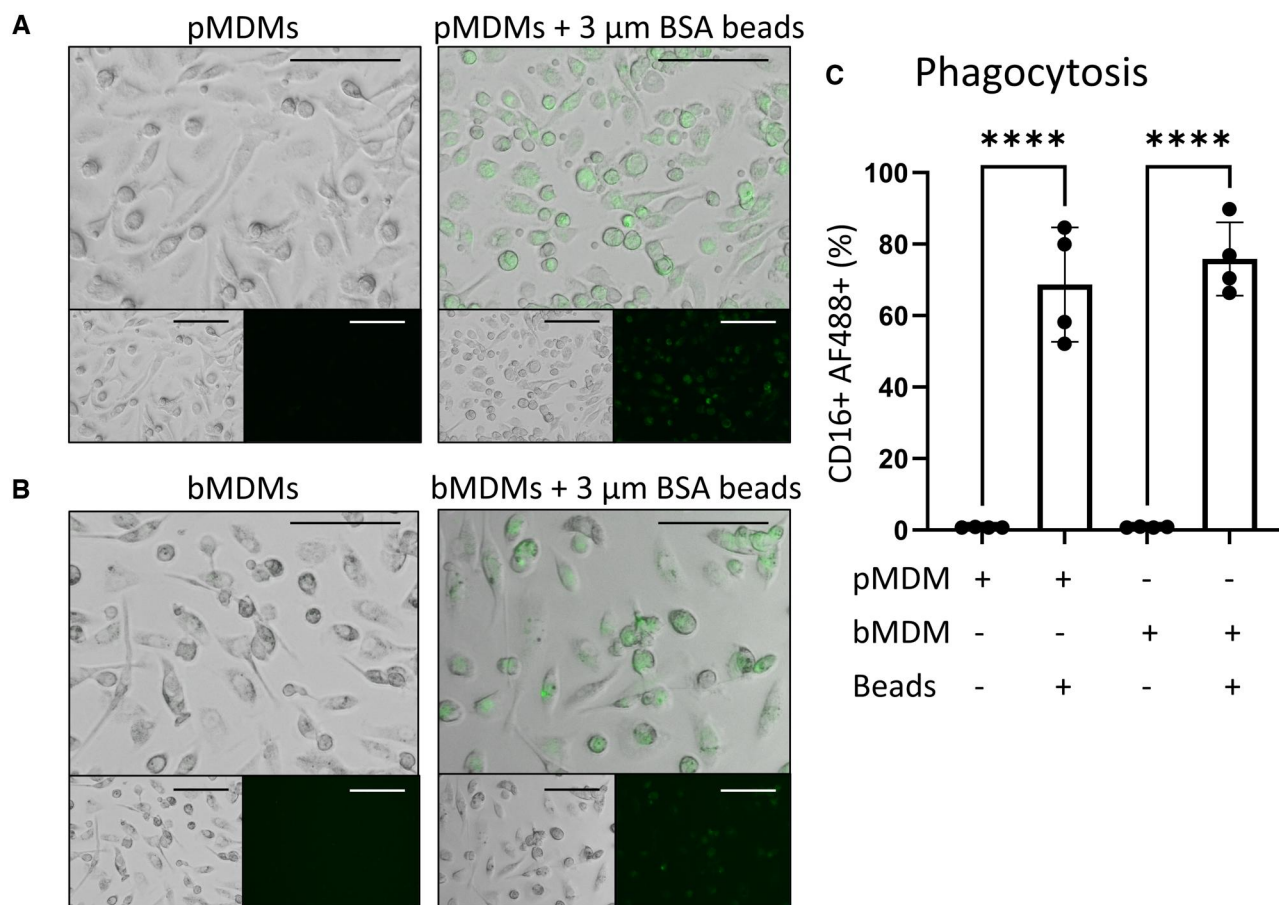 A
pMDMs
pMDMs + 3 µm BSA beads
B
bMDMs
bMDMs + 3 µm BSA beads
C
Phagocytosis
**** ****
CD16+ AF488+ (%)
100
80
60
40
20
0
pMDM + + - -
bMDM - - + +
Beads - + - +